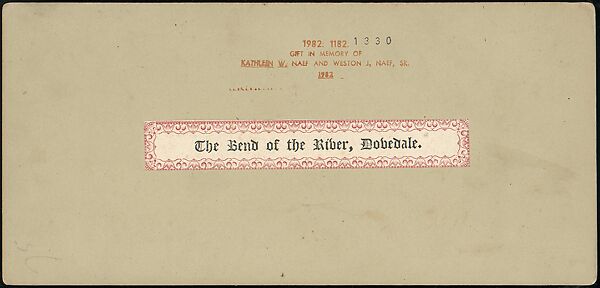 1982. 1182. 1330
GIFT IN MEMORY OF
KATHLEEN W. NAEF AND WESTON J. NAEF, SR.
1982
The Bend of the River, Dovedale.